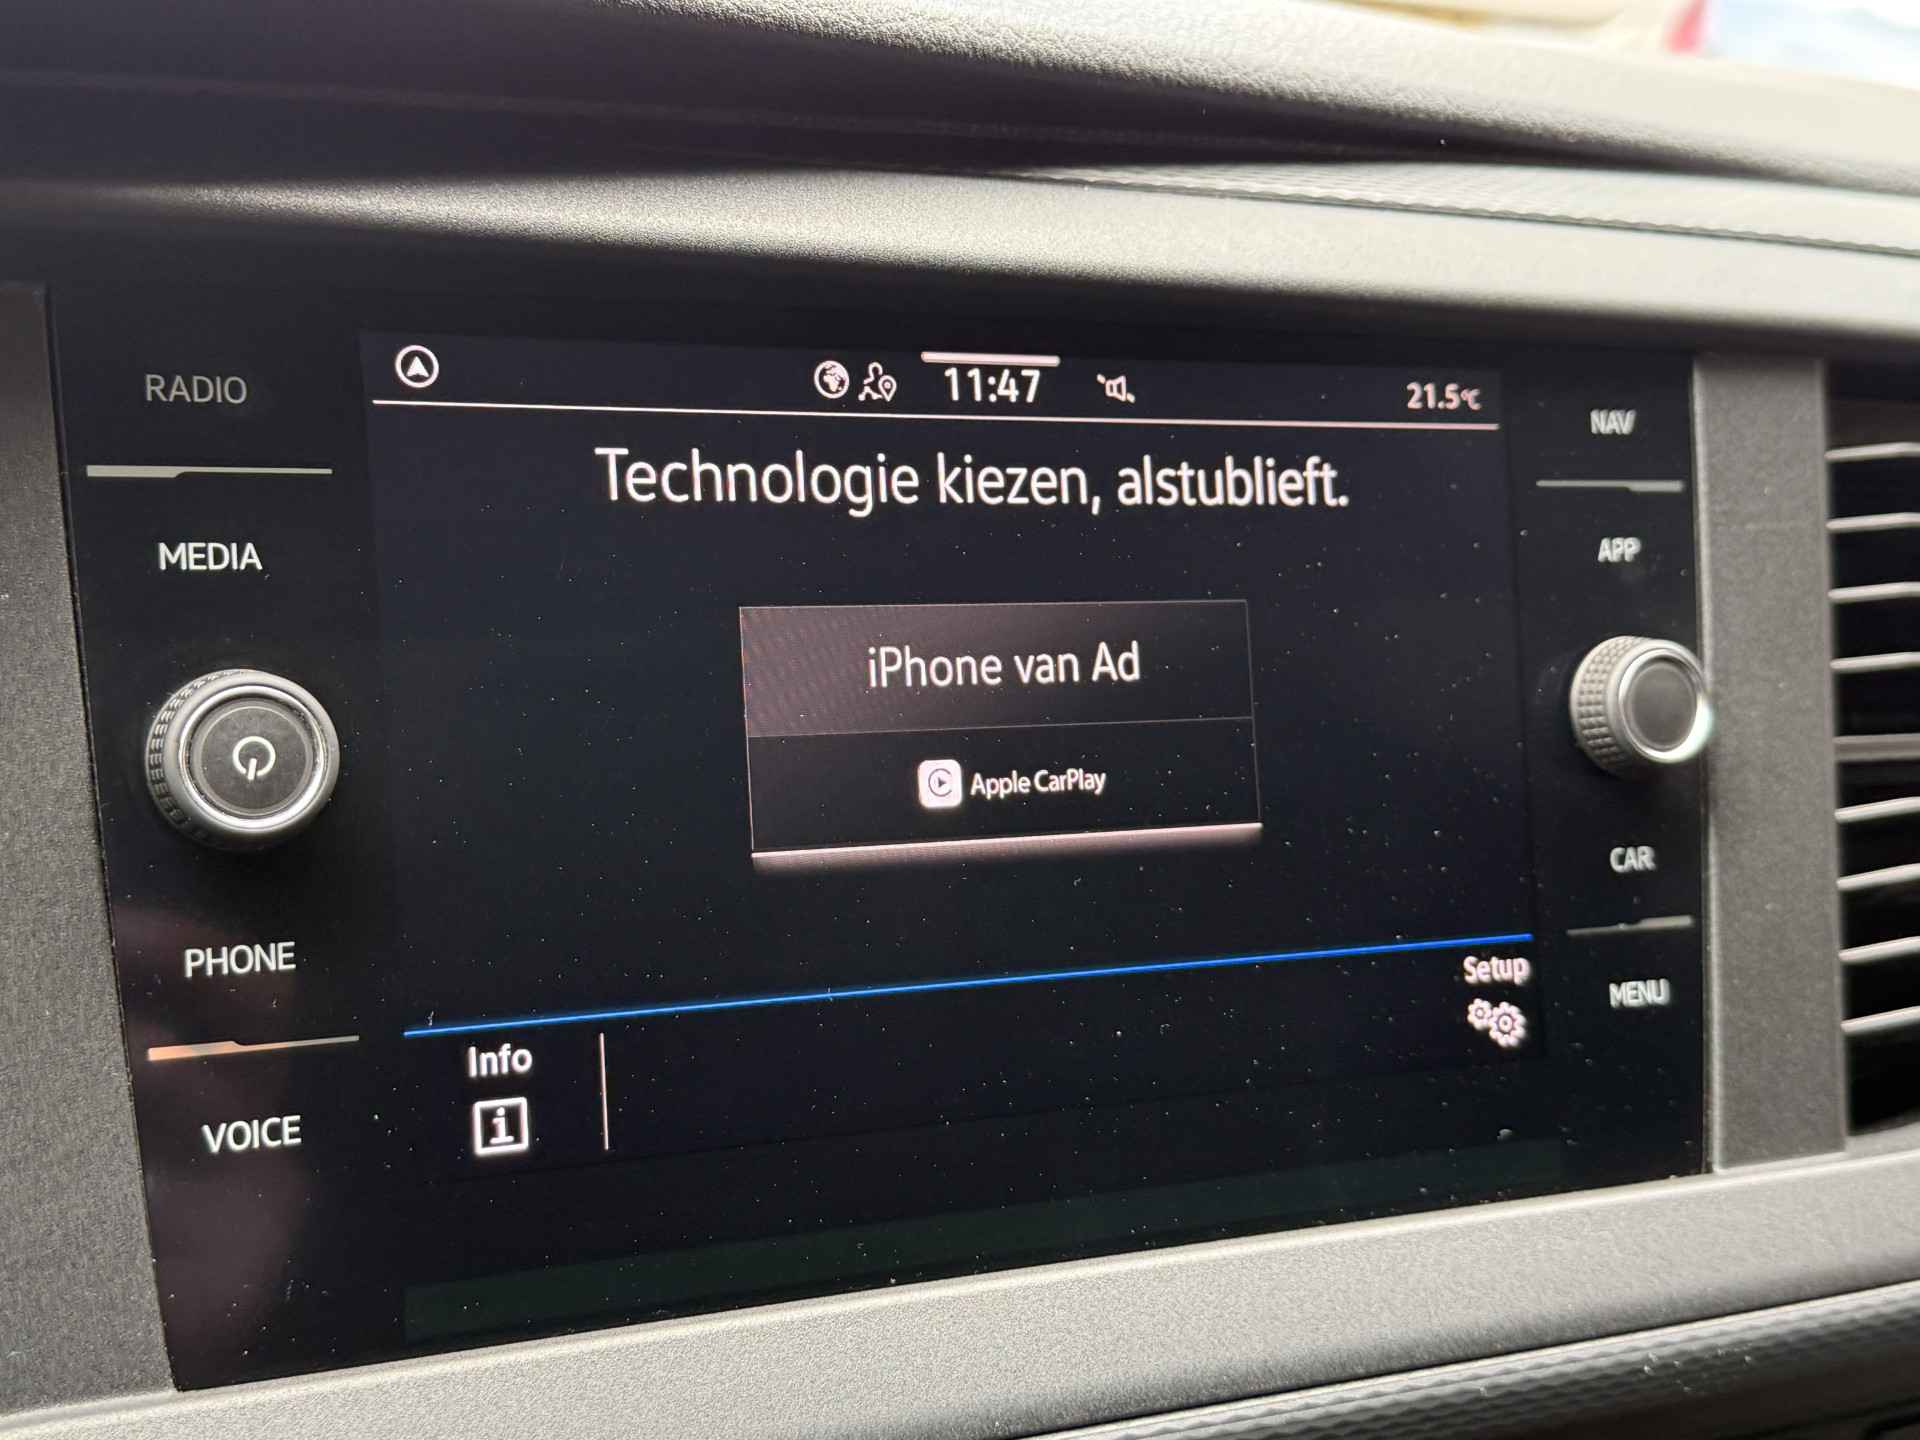 RADIO
MEDIA
PHONE
VOICE
11:47
21.5°C
Technologie kiezen, alstublieft.
iPhone van Ad
Apple CarPlay
Info
Setup
NAV
APP
CAR
MENU